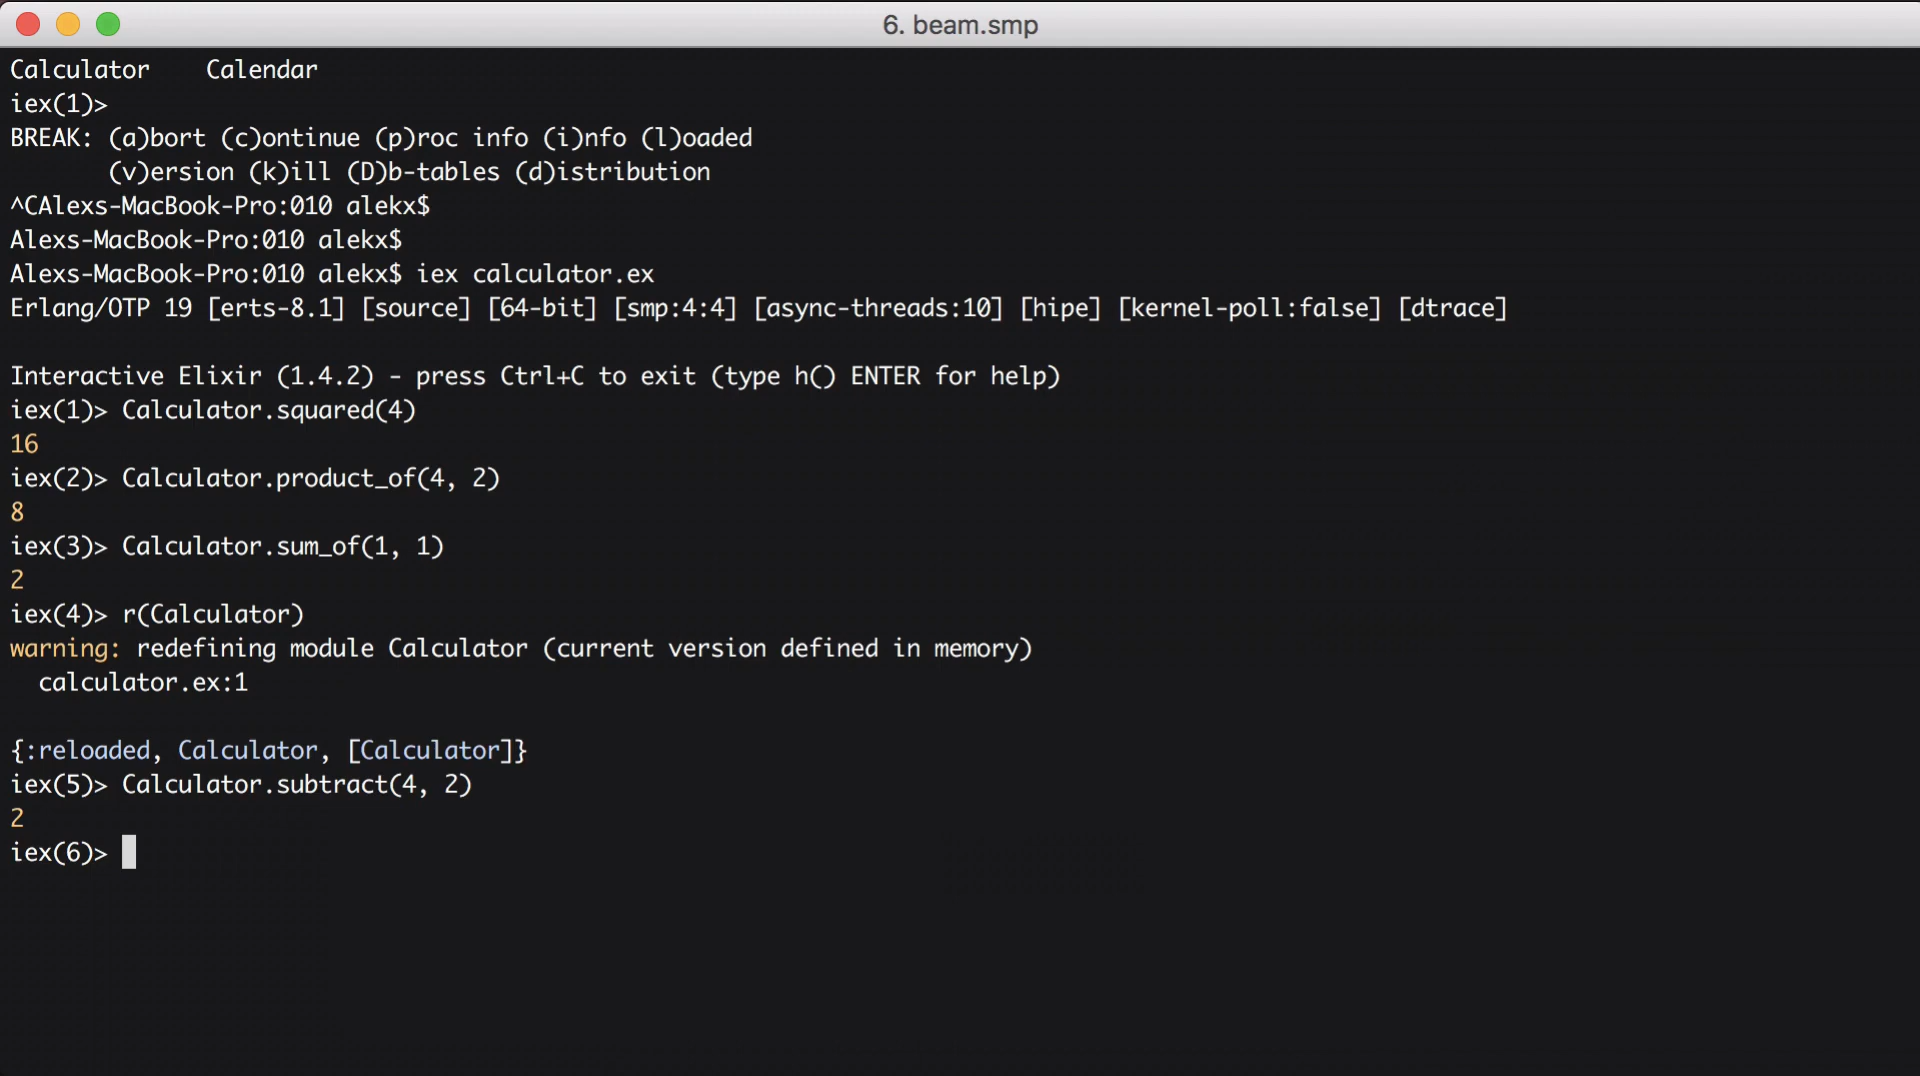 6. beam.smp
Calculator    Calendar
iex(1)>
BREAK: (a)bort (c)ontinue (p)roc info (i)nfo (l)oaded
       (v)ersion (k)ill (D)b-tables (d)istribution
^CAlexs-MacBook-Pro:010 alekx$
Alexs-MacBook-Pro:010 alekx$
Alexs-MacBook-Pro:010 alekx$ iex calculator.ex
Erlang/OTP 19 [erts-8.1] [source] [64-bit] [smp:4:4] [async-threads:10] [hipe] [kernel-poll:false] [dtrace]
Interactive Elixir (1.4.2) - press Ctrl+C to exit (type h() ENTER for help)
iex(1)> Calculator.squared(4)
16
iex(2)> Calculator.product_of(4, 2)
8
iex(3)> Calculator.sum_of(1, 1)
2
iex(4)> r(Calculator)
warning: redefining module Calculator (current version defined in memory)
  calculator.ex:1
{:reloaded, Calculator, [Calculator]}
iex(5)> Calculator.subtract(4, 2)
2
iex(6)>